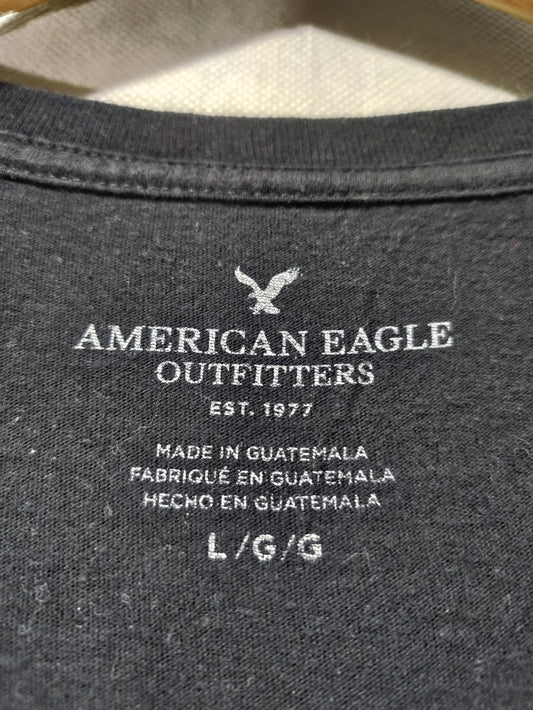 AMERICAN EAGLE
OUTFITTERS
EST. 1977
MADE IN GUATEMALA
FABRIQUÉ EN GUATEMALA
HECHO EN GUATEMALA
L/G/G